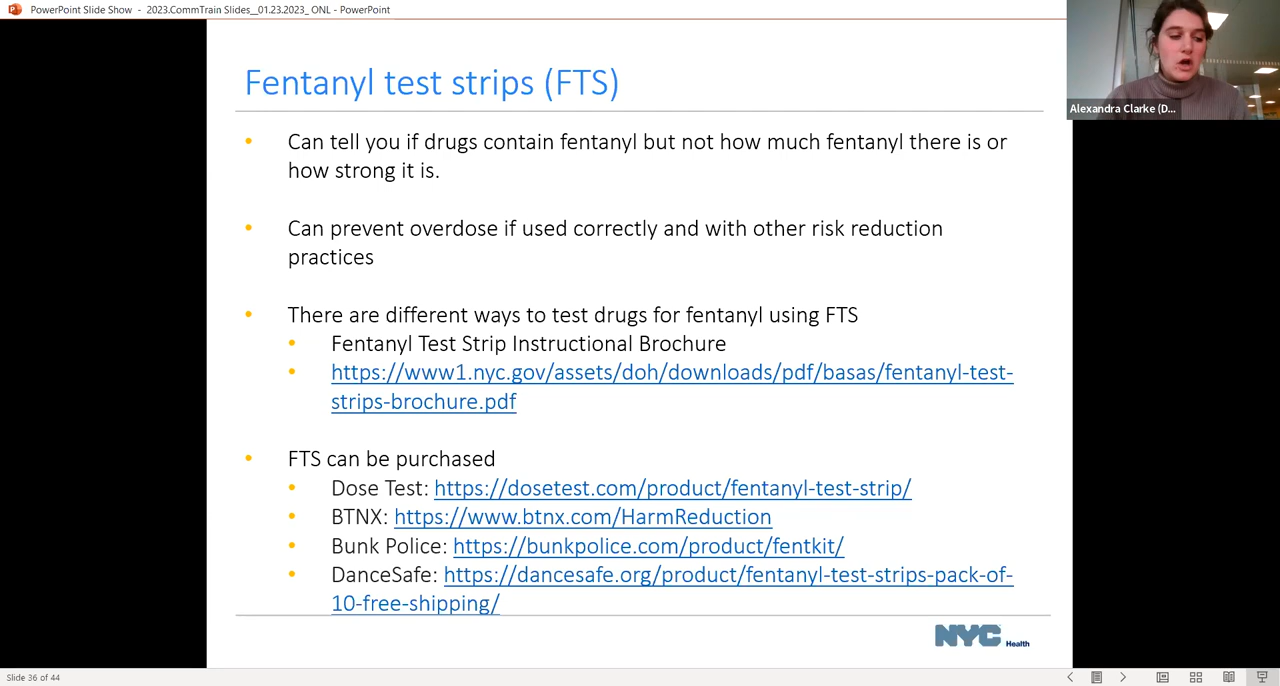 PowerPoint Slide Show - 2023.CommTrain Slides__01.23.2023_ ONL - PowerPoint
Alexandra Clarke (D...
Fentanyl test strips (FTS)
• Can tell you if drugs contain fentanyl but not how much fentanyl there is or
how strong it is.
• Can prevent overdose if used correctly and with other risk reduction
practices
• There are different ways to test drugs for fentanyl using FTS
• Fentanyl Test Strip Instructional Brochure
• https://www1.nyc.gov/assets/doh/downloads/pdf/basas/fentanyl-test-
strips-brochure.pdf
• FTS can be purchased
• Dose Test: https://dosetest.com/product/fentanyl-test-strip/
• BTNX: https://www.btnx.com/HarmReduction
• Bunk Police: https://bunkpolice.com/product/fentkit/
• DanceSafe: https://dancesafe.org/product/fentanyl-test-strips-pack-of-
10-free-shipping/
NYC Health
Slide 36 of 44